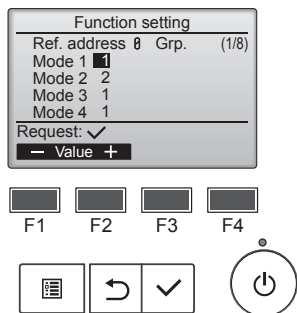 Function setting
Ref. address 0 Grp. (1/8)
Mode 1 1
Mode 2 2
Mode 3 1
Mode 4 1
Request: ✓
— Value +
F1 F2 F3 F4